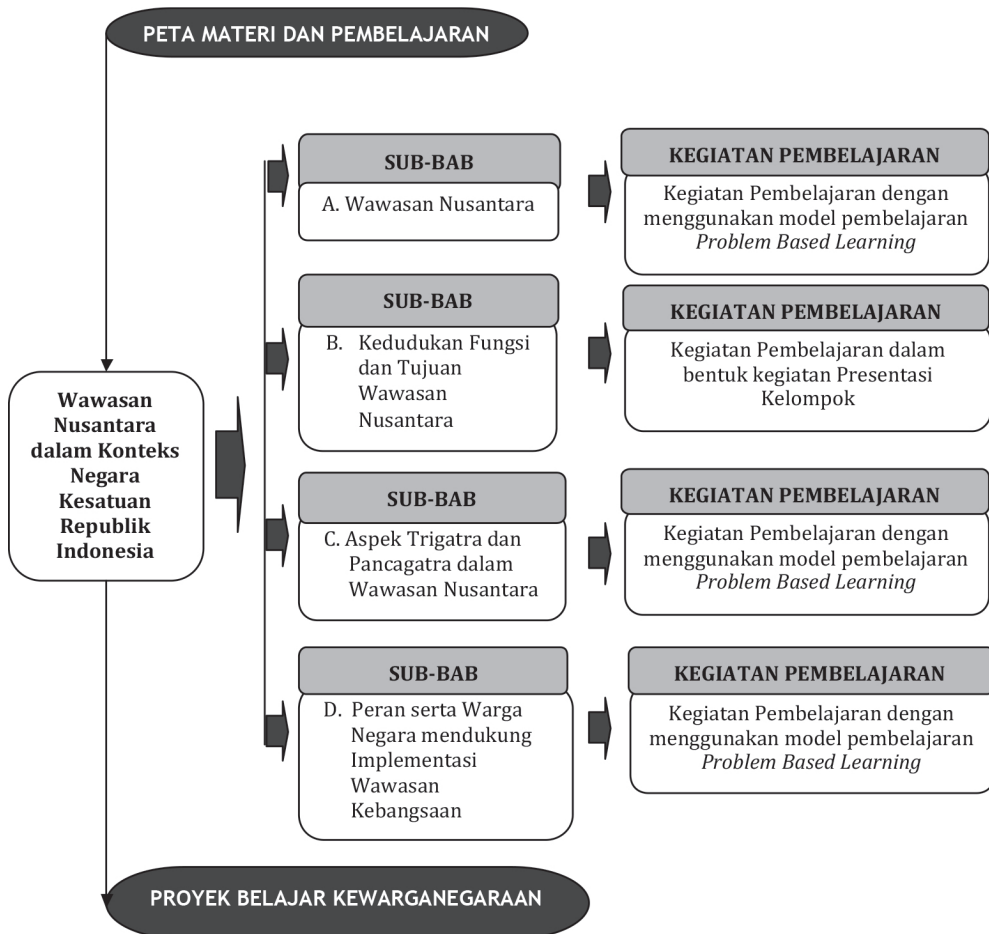 PETA MATERI DAN PEMBELAJARAN
Wawasan
Nusantara
dalam Konteks
Negara
Kesatuan
Republik
Indonesia
SUB-BAB
A. Wawasan Nusantara
KEGIATAN PEMBELAJARAN
Kegiatan Pembelajaran dengan
menggunakan model pembelajaran
Problem Based Learning
SUB-BAB
B. Kedudukan Fungsi
dan Tujuan
Wawasan
Nusantara
KEGIATAN PEMBELAJARAN
Kegiatan Pembelajaran dalam
bentuk kegiatan Presentasi
Kelompok
SUB-BAB
C. Aspek Trigatra dan
Pancagatra dalam
Wawasan Nusantara
KEGIATAN PEMBELAJARAN
Kegiatan Pembelajaran dengan
menggunakan model pembelajaran
Problem Based Learning
SUB-BAB
D. Peran serta Warga
Negara mendukung
Implementasi
Wawasan
Kebangsaan
KEGIATAN PEMBELAJARAN
Kegiatan Pembelajaran dengan
menggunakan model pembelajaran
Problem Based Learning
PROYEK BELAJAR KEWARGANEGARAAN